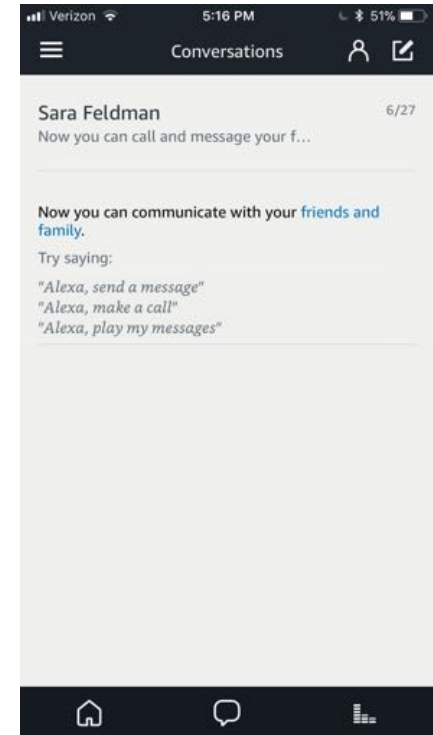 Verizon 5:16 PM 51%
Conversations
Sara Feldman 6/27
Now you can call and message your f...
Now you can communicate with your friends and
family.
Try saying:
"Alexa, send a message"
"Alexa, make a call"
"Alexa, play my messages"